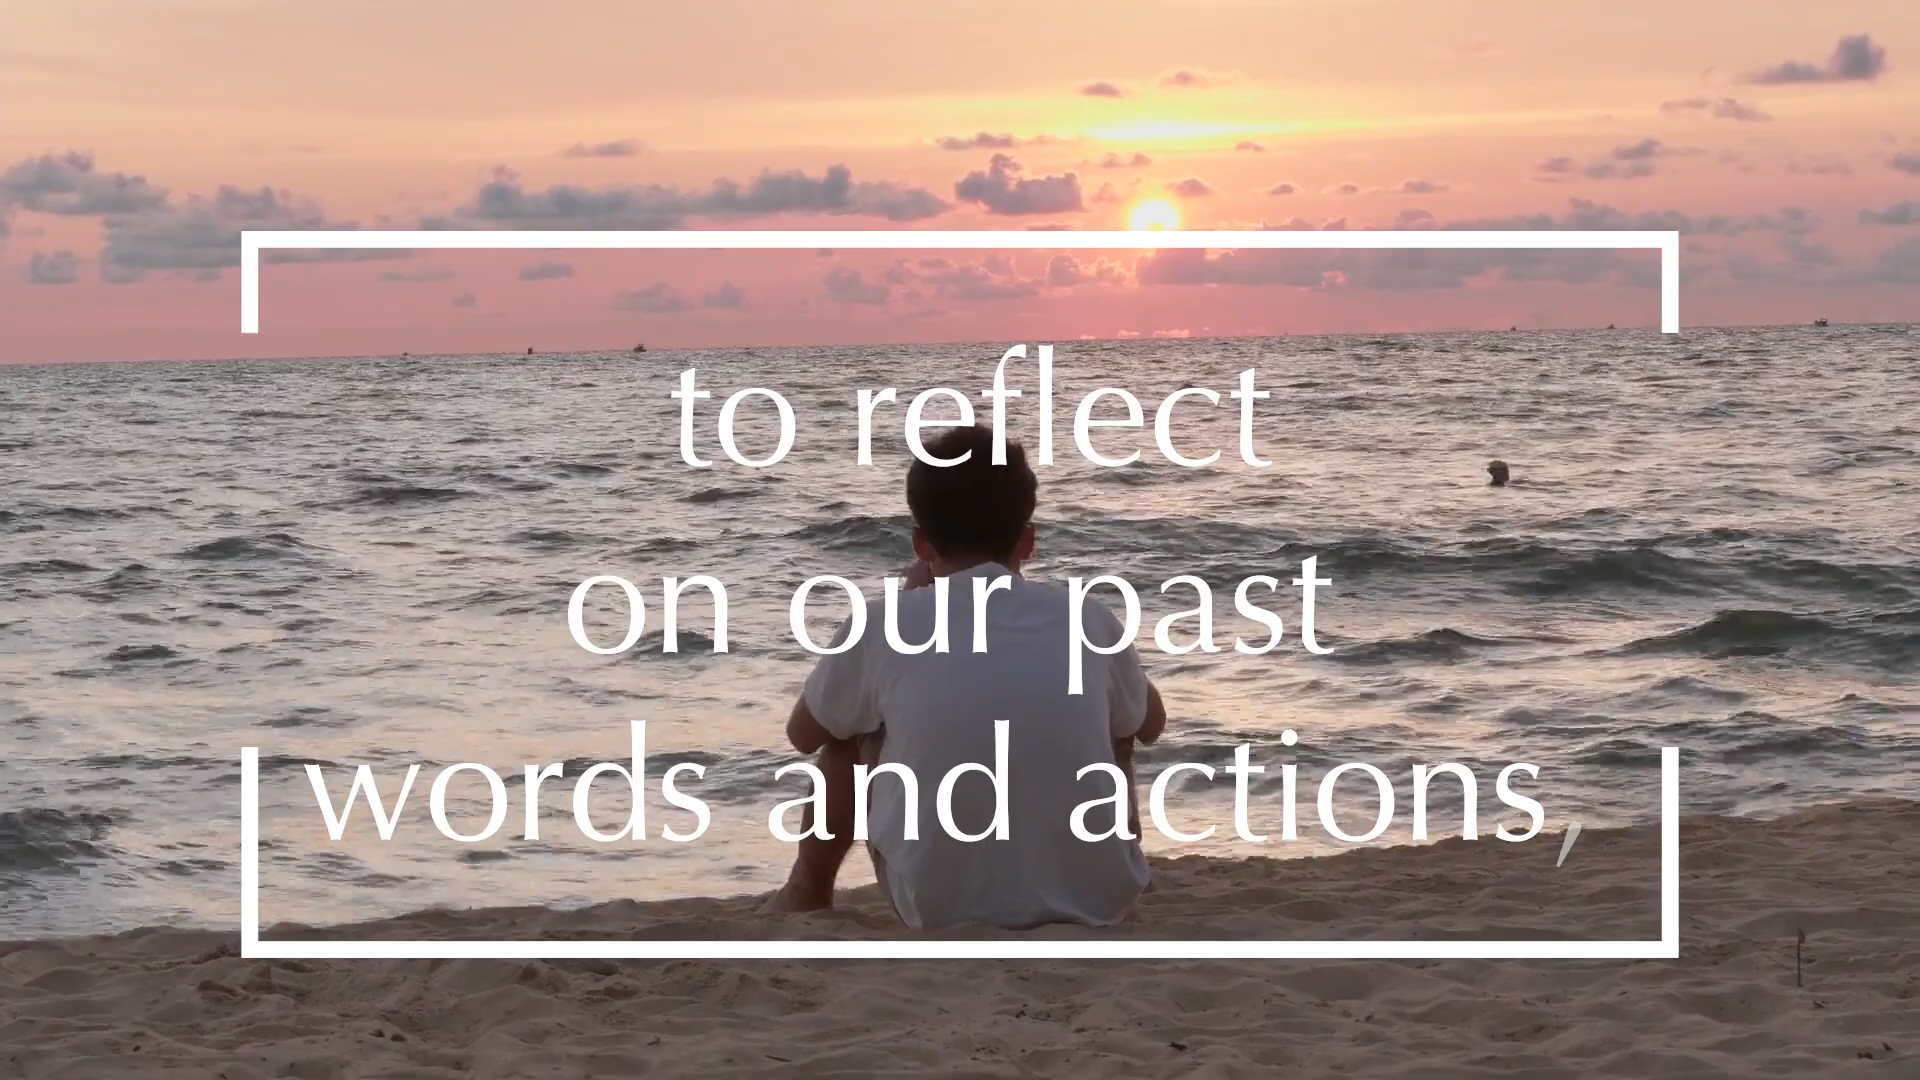 to reflect
on our past
words and actions,